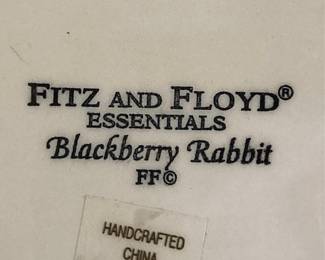 FITZ AND FLOYD®
ESSENTIALS
Blackberry Rabbit
FF©
HANDCRAFTED
CHINA